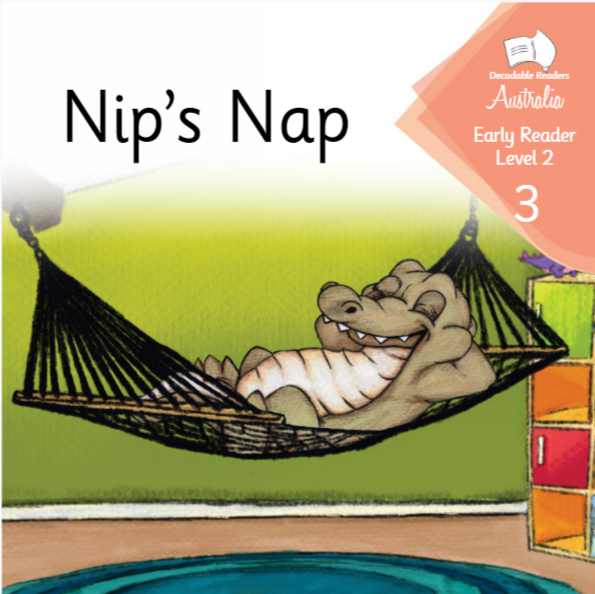 Nip's Nap
Decodable Readers
Australia
Early Reader
Level 2
3